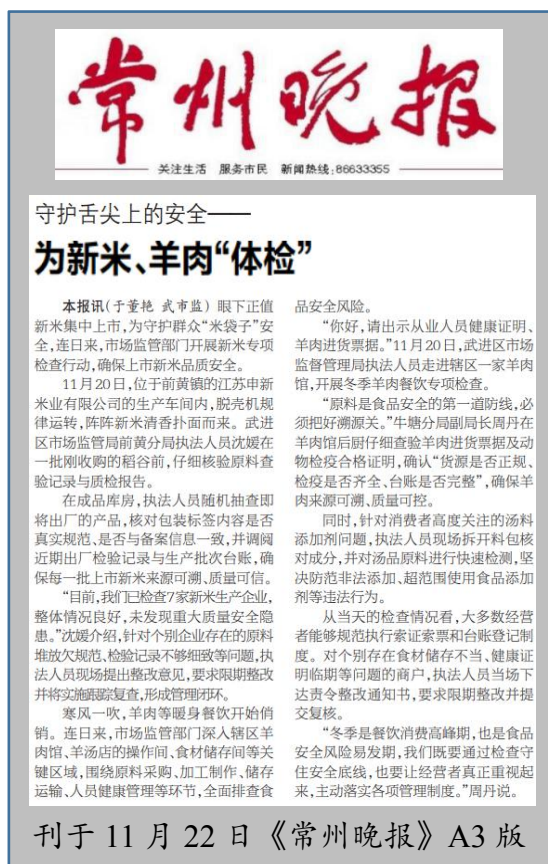 常州晚报
关注生活 服务市民 新闻热线:86633355
守护舌尖上的安全——
为新米、羊肉“体检”
本报讯(于董艳 武市监) 眼下正值
新米集中上市,为守护群众“米袋子”安
全,连日来,市场监管部门开展新米专项
检查行动,确保上市新米品质安全。
11月20日,位于前黄镇的江苏申新
米业有限公司的生产车间内,脱壳机规
律运转,阵阵新米清香扑面而来。武进
区市场监管局前黄分局执法人员沈媛在
一批刚收购的稻谷前,仔细核验原料查
验记录与质检报告。
在成品库房,执法人员随机抽查即
将出厂的产品,核对包装标签内容是否
真实规范、是否与备案信息一致,并调阅
近期出厂检验记录与生产批次台账,确
保每一批上市新米来源可溯、质量可信。
“目前,我们已检查7家新米生产企业,
整体情况良好,未发现重大质量安全隐
患。”沈媛介绍,针对个别企业存在的原料
堆放欠规范、检验记录不够细致等问题,执
法人员现场提出整改意见,要求限期整改
并将实施跟踪复查,形成管理闭环。
寒风一吹,羊肉等暖身餐饮开始俏
销。连日来,市场监管部门深入辖区羊
肉馆、羊汤店的操作间、食材储存间等关
键区域,围绕原料采购、加工制作、储存
运输、人员健康管理等环节,全面排查食
品安全风险。
“你好,请出示从业人员健康证明、
羊肉进货票据。”11月20日,武进区市场
监督管理局执法人员走进辖区一家羊肉
馆,开展冬季羊肉餐饮专项检查。
“原料是食品安全的第一道防线,必
须把好溯源关。”牛塘分局副局长周丹在
羊肉馆后厨仔细查验羊肉进货票据及动
物检疫合格证明,确认“货源是否正规、
检疫是否齐全、台账是否完整”,确保羊
肉来源可溯、质量可控。
同时,针对消费者高度关注的汤料
添加剂问题,执法人员现场拆开料包核
对成分,并对汤品原料进行快速检测,坚
决防范非法添加、超范围使用食品添加
剂等违法行为。
从当天的检查情况看,大多数经营
者能够规范执行索证索票和台账登记制
度。对个别存在食材储存不当、健康证
明临期等问题的商户,执法人员当场下
达责令整改通知书,要求限期整改并提
交复核。
“冬季是餐饮消费高峰期,也是食品
安全风险易发期,我们既要通过检查守
住安全底线,也要让经营者真正重视起
来,主动落实各项管理制度。”周丹说。
刊于 11 月 22 日《常州晚报》A3 版